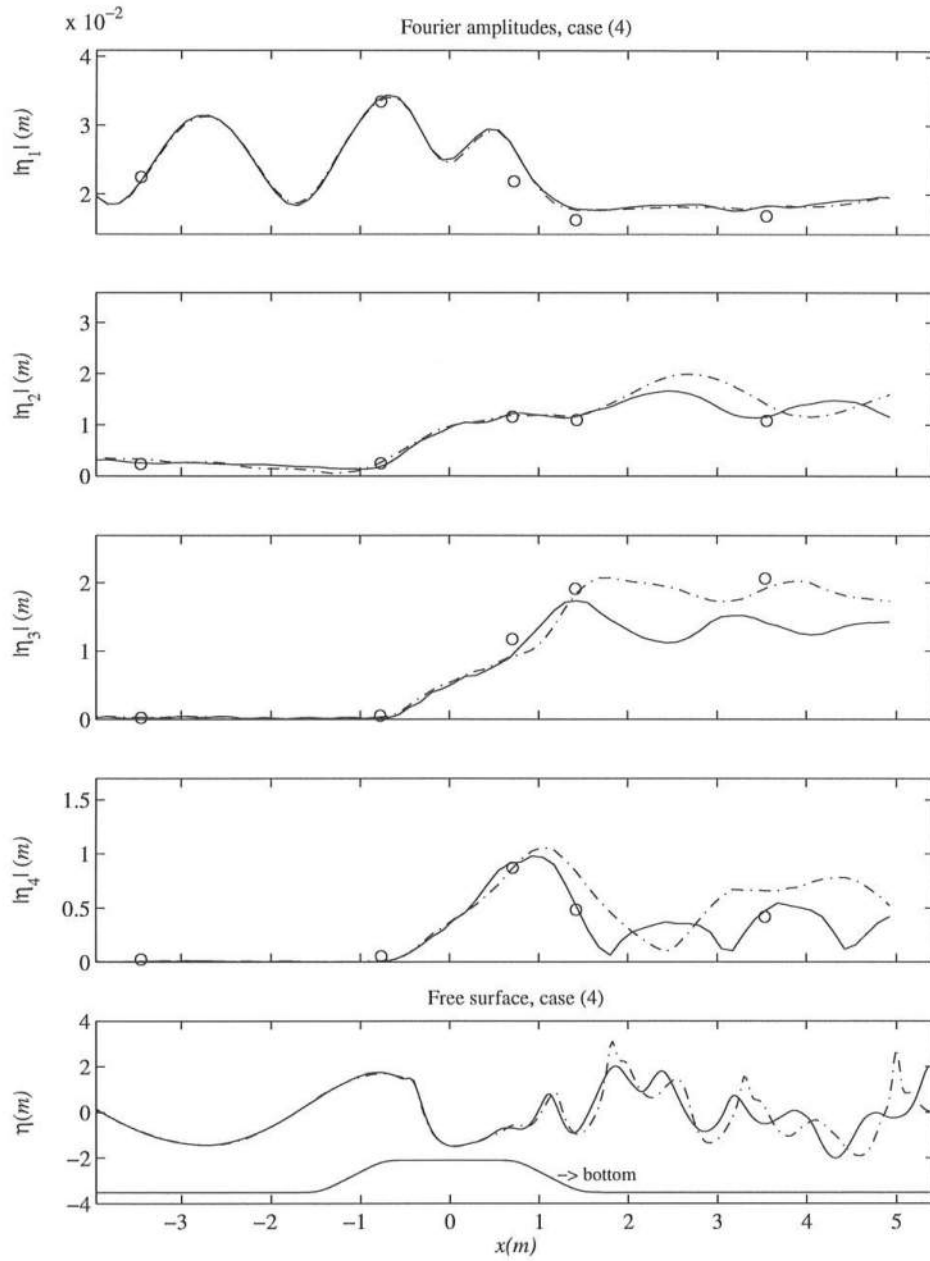 x 10⁻²
Fourier amplitudes, case (4)
4
3
2
|η₁| (m)
3
2
1
0
|η₂| (m)
2
1
0
|η₃| (m)
1.5
1
0.5
0
|η₄| (m)
Free surface, case (4)
4
2
0
−2
−4
η(m)
−> bottom
−3 −2 −1 0 1 2 3 4 5
x(m)